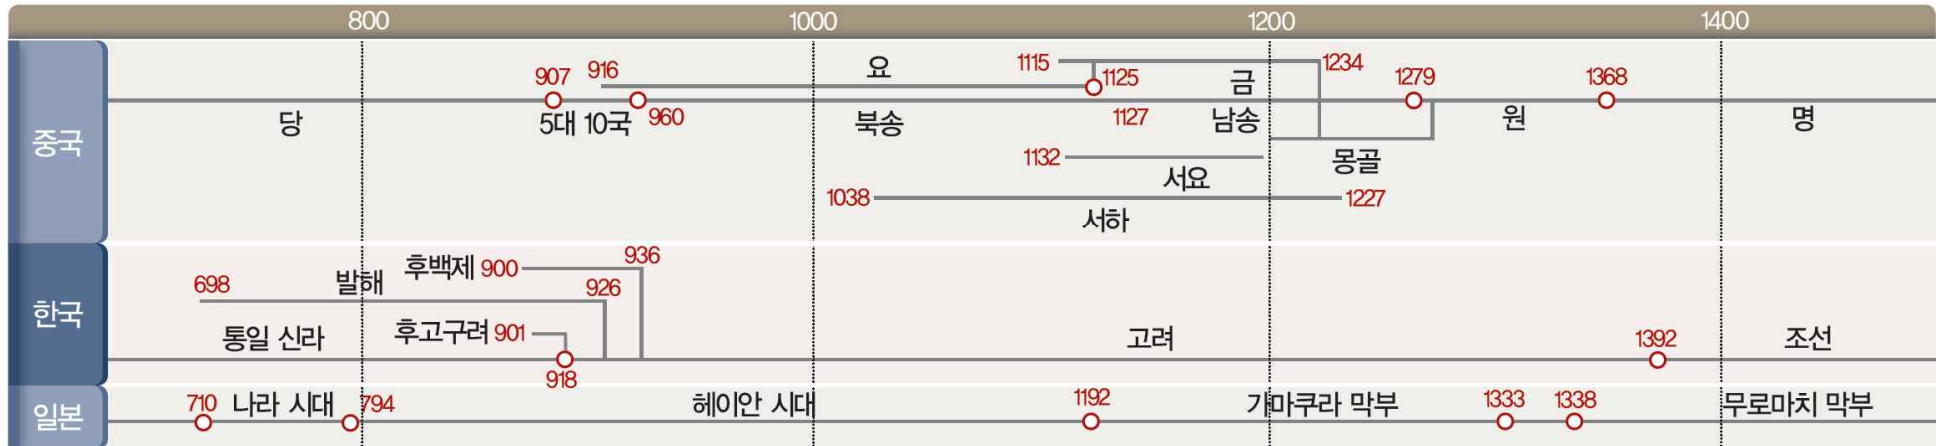 800 1000 1200 1400
중국
916 요 1115 1234
907 1125 금 1279 1368
당 5대 10국 960 북송 1127 남송 원 명
1132 몽골
서요
1038 1227
서하
한국
후백제 900 936
698 발해 926
통일 신라 후고구려 901 고려 1392 조선
918
일본
710 나라 시대 794 헤이안 시대 1192 가마쿠라 막부 1333 1338 무로마치 막부